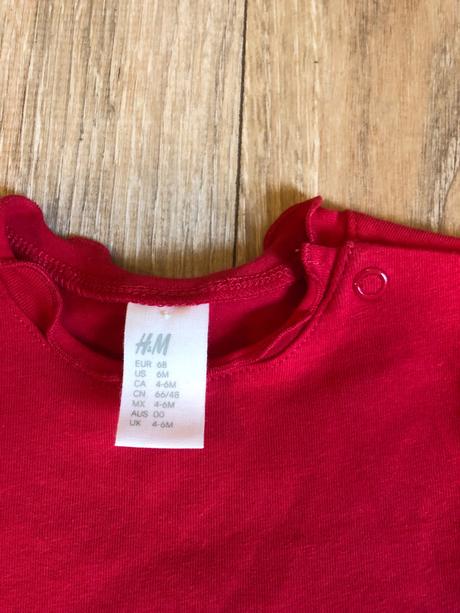 H&M
EUR 68
US 6M
CA 4-6M
CN 66/48
MX 4-6M
AUS 00
UK 4-6M